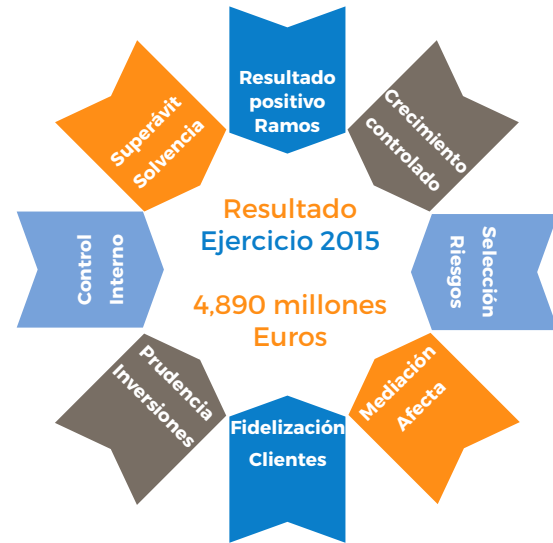 Resultado
positivo
Ramos
Crecimiento
controlado
Selección
Riesgos
Mediación
Afecta
Fidelización
Clientes
Prudencia
Inversiones
Control
Interno
Superávit
Solvencia
Resultado
Ejercicio 2015
4,890 millones
Euros